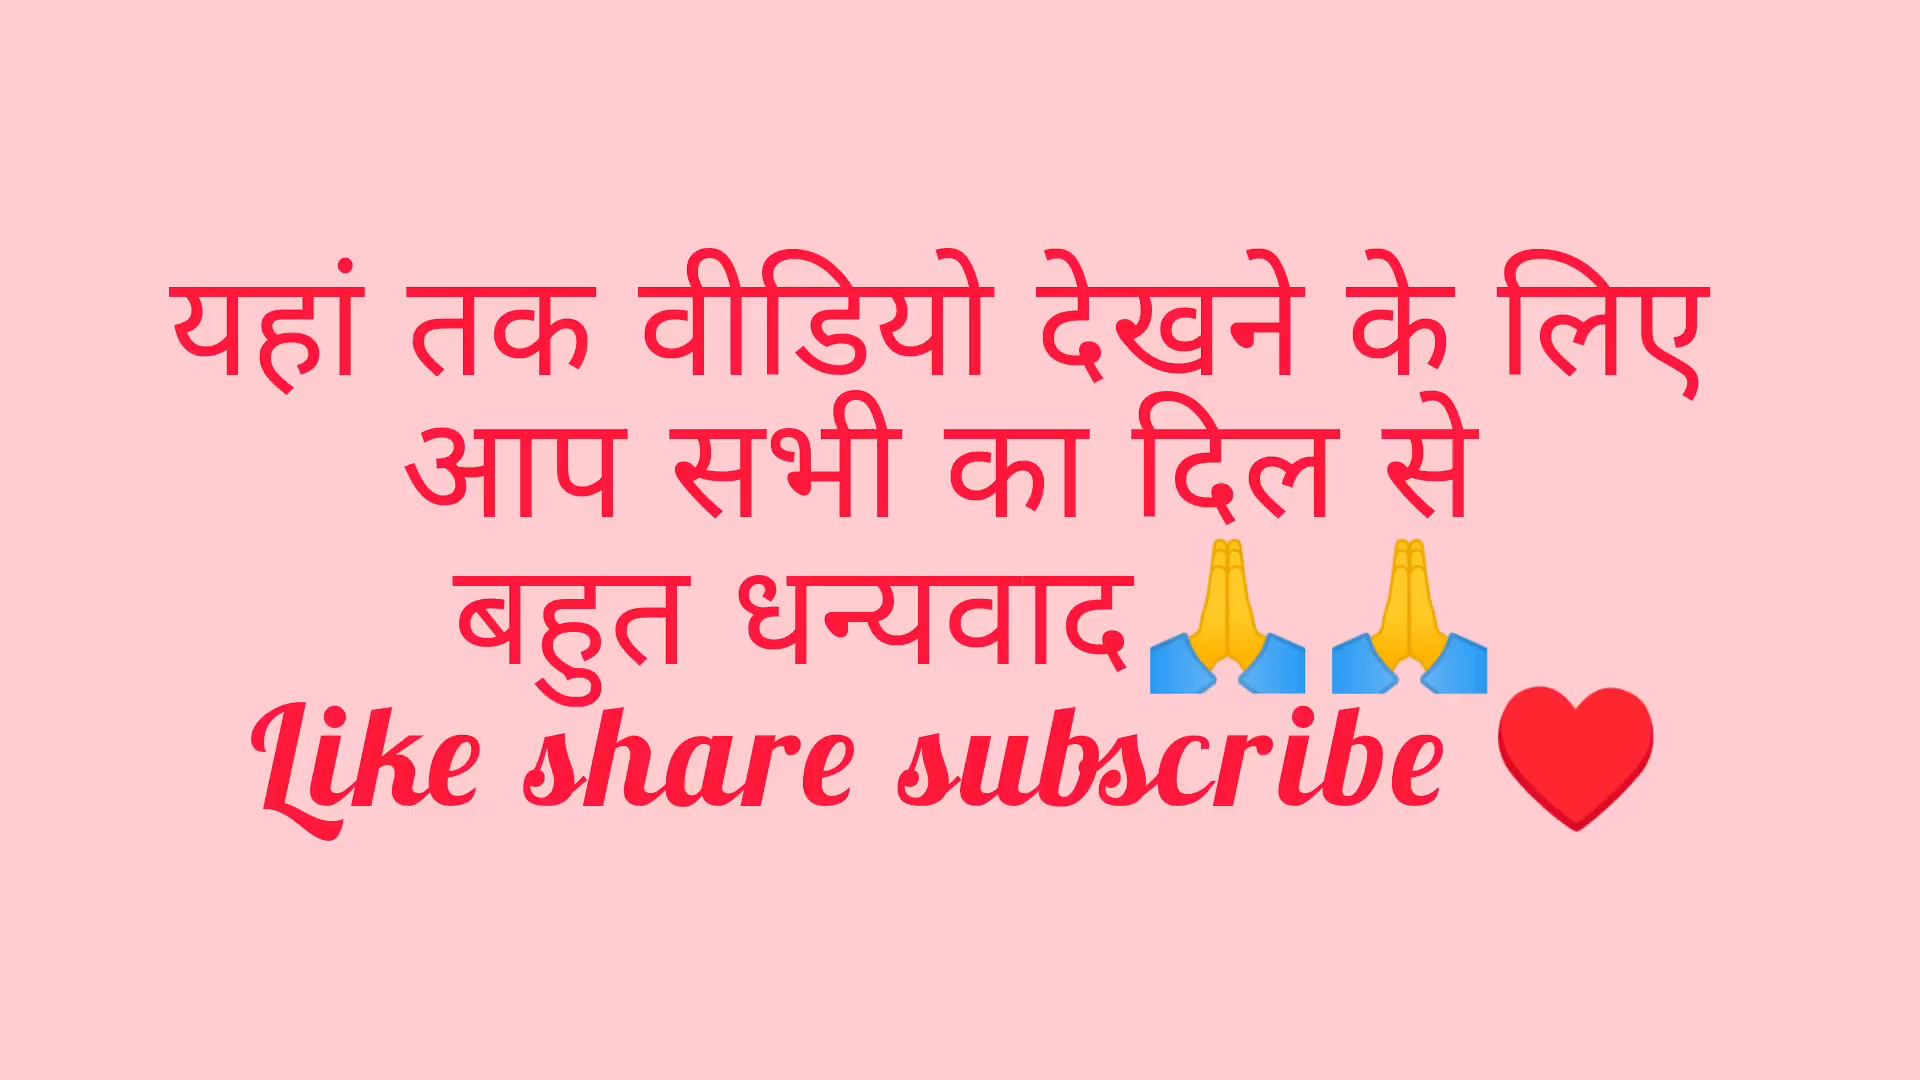 यहां तक वीडियो देखने के लिए
आप सभी का दिल से
बहुत धन्यवाद🙏🙏
Like share subscribe ♥️